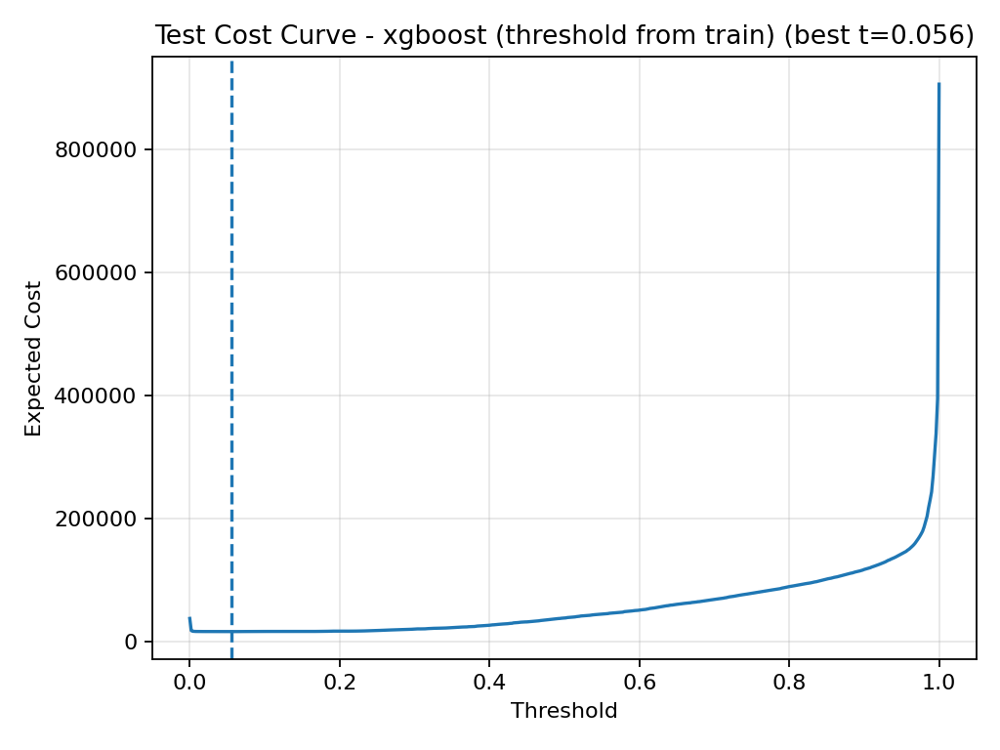 Test Cost Curve - xgboost (threshold from train) (best t=0.056)
Expected Cost
800000
600000
400000
200000
0
0.0 0.2 0.4 0.6 0.8 1.0
Threshold